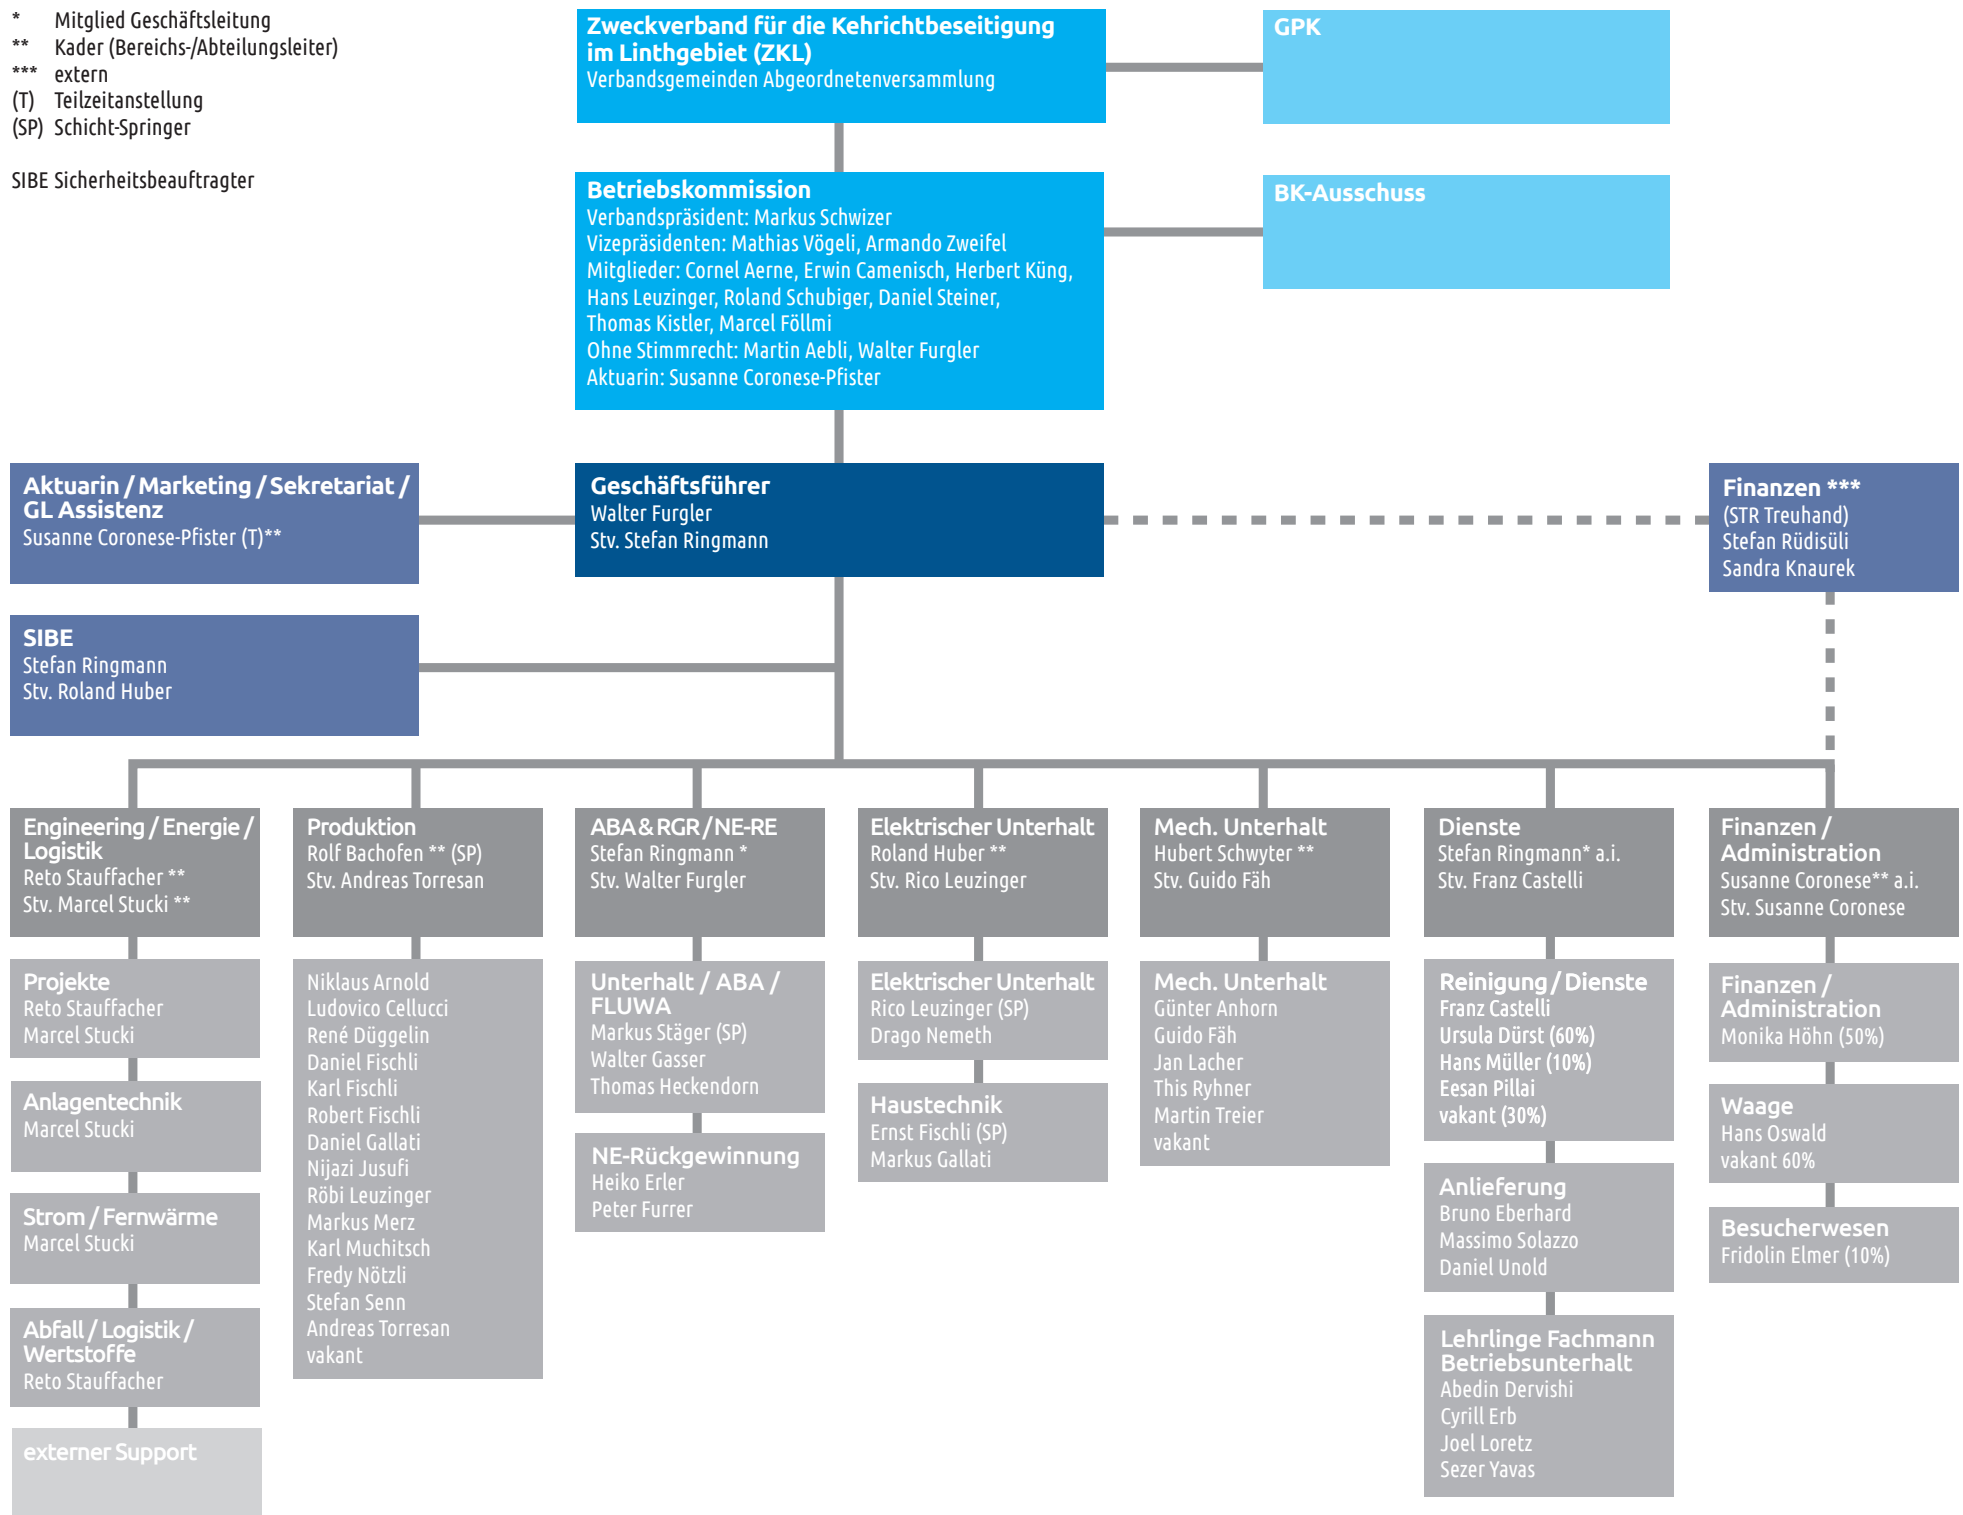 * Mitglied Geschäftsleitung
** Kader (Bereichs-/Abteilungsleiter)
*** extern
(T) Teilzeitanstellung
(SP) Schicht-Springer
SIBE Sicherheitsbeauftragter
Zweckverband für die Kehrichtbeseitigung
im Linthgebiet (ZKL)
Verbandsgemeinden Abgeordnetenversammlung
GPK
Betriebskommission
Verbandspräsident: Markus Schwizer
Vizepräsidenten: Mathias Vögeli, Armando Zweifel
Mitglieder: Cornel Aerne, Erwin Camenisch, Herbert Küng,
Hans Leuzinger, Roland Schubiger, Daniel Steiner,
Thomas Kistler, Marcel Föllmi
Ohne Stimmrecht: Martin Aebli, Walter Furgler
Aktuarin: Susanne Coronese-Pfister
BK-Ausschuss
Aktuarin / Marketing / Sekretariat /
GL Assistenz
Susanne Coronese-Pfister (T)**
Geschäftsführer
Walter Furgler
Stv. Stefan Ringmann
Finanzen ***
(STR Treuhand)
Stefan Rüdisüli
Sandra Knaurek
SIBE
Stefan Ringmann
Stv. Roland Huber
Engineering / Energie /
Logistik
Reto Stauffacher **
Stv. Marcel Stucki **
Projekte
Reto Stauffacher
Marcel Stucki
Anlagentechnik
Marcel Stucki
Strom / Fernwärme
Marcel Stucki
Abfall / Logistik /
Wertstoffe
Reto Stauffacher
externer Support
Produktion
Rolf Bachofen ** (SP)
Stv. Andreas Torresan
Niklaus Arnold
Ludovico Cellucci
René Düggelin
Daniel Fischli
Karl Fischli
Robert Fischli
Daniel Gallati
Nijazi Jusufi
Röbi Leuzinger
Markus Merz
Karl Muchitsch
Fredy Nötzli
Stefan Senn
Andreas Torresan
vakant
ABA & RGR / NE-RE
Stefan Ringmann *
Stv. Walter Furgler
Unterhalt / ABA /
FLUWA
Markus Stäger (SP)
Walter Gasser
Thomas Heckendorn
NE-Rückgewinnung
Heiko Erler
Peter Furrer
Elektrischer Unterhalt
Roland Huber **
Stv. Rico Leuzinger
Elektrischer Unterhalt
Rico Leuzinger (SP)
Drago Nemeth
Haustechnik
Ernst Fischli (SP)
Markus Gallati
Mech. Unterhalt
Hubert Schwyter **
Stv. Guido Fäh
Mech. Unterhalt
Günter Anhorn
Guido Fäh
Jan Lacher
This Ryhner
Martin Treier
vakant
Dienste
Stefan Ringmann* a.i.
Stv. Franz Castelli
Reinigung / Dienste
Franz Castelli
Ursula Dürst (60%)
Hans Müller (10%)
Eesan Pillai
vakant (30%)
Anlieferung
Bruno Eberhard
Massimo Solazzo
Daniel Unold
Lehrlinge Fachmann
Betriebsunterhalt
Abedin Dervishi
Cyrill Erb
Joel Loretz
Sezer Yavas
Finanzen /
Administration
Susanne Coronese** a.i.
Stv. Susanne Coronese
Finanzen /
Administration
Monika Höhn (50%)
Waage
Hans Oswald
vakant 60%
Besucherwesen
Fridolin Elmer (10%)